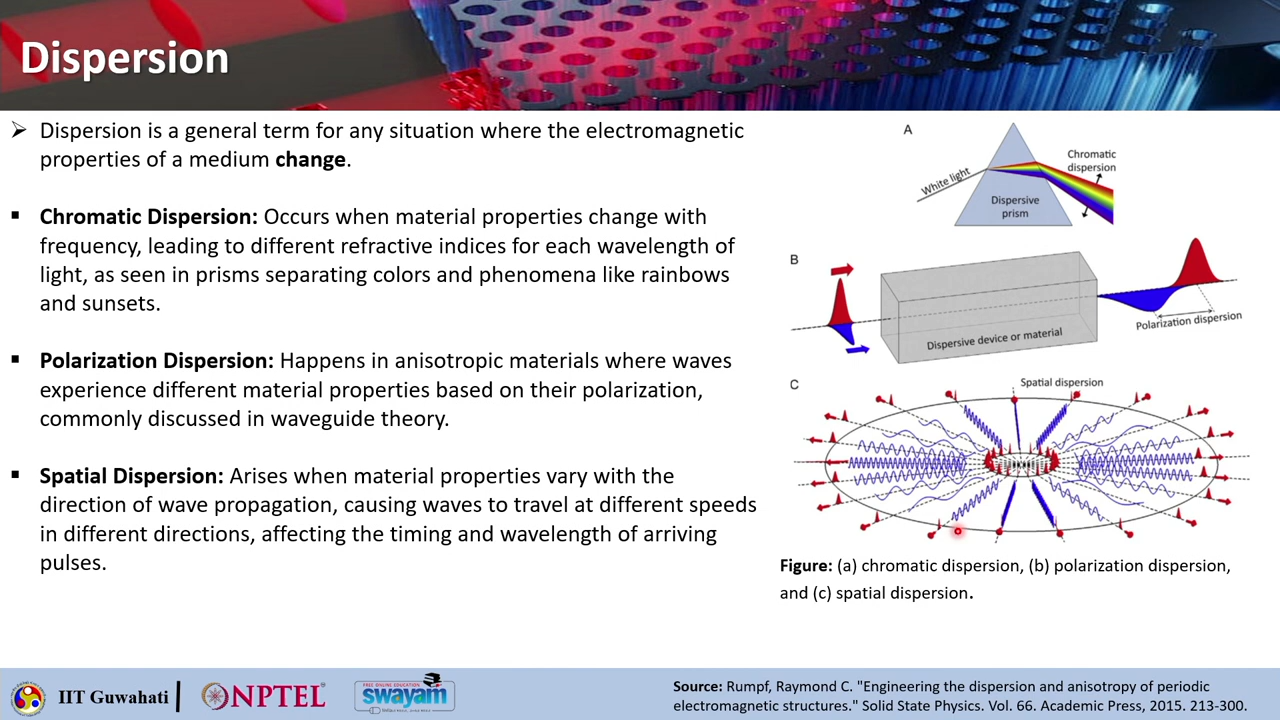 Dispersion
➢ Dispersion is a general term for any situation where the electromagnetic
properties of a medium change.
▪ Chromatic Dispersion: Occurs when material properties change with
frequency, leading to different refractive indices for each wavelength of
light, as seen in prisms separating colors and phenomena like rainbows
and sunsets.
▪ Polarization Dispersion: Happens in anisotropic materials where waves
experience different material properties based on their polarization,
commonly discussed in waveguide theory.
▪ Spatial Dispersion: Arises when material properties vary with the
direction of wave propagation, causing waves to travel at different speeds
in different directions, affecting the timing and wavelength of arriving
pulses.
A
White light
Chromatic
dispersion
Dispersive
prism
B
Dispersive device or material
Polarization dispersion
C
Spatial dispersion
Figure: (a) chromatic dispersion, (b) polarization dispersion,
and (c) spatial dispersion.
IIT Guwahati
NPTEL
FREE ONLINE EDUCATION
swayam
Source: Rumpf, Raymond C. "Engineering the dispersion and anisotropy of periodic
electromagnetic structures." Solid State Physics. Vol. 66. Academic Press, 2015. 213-300.